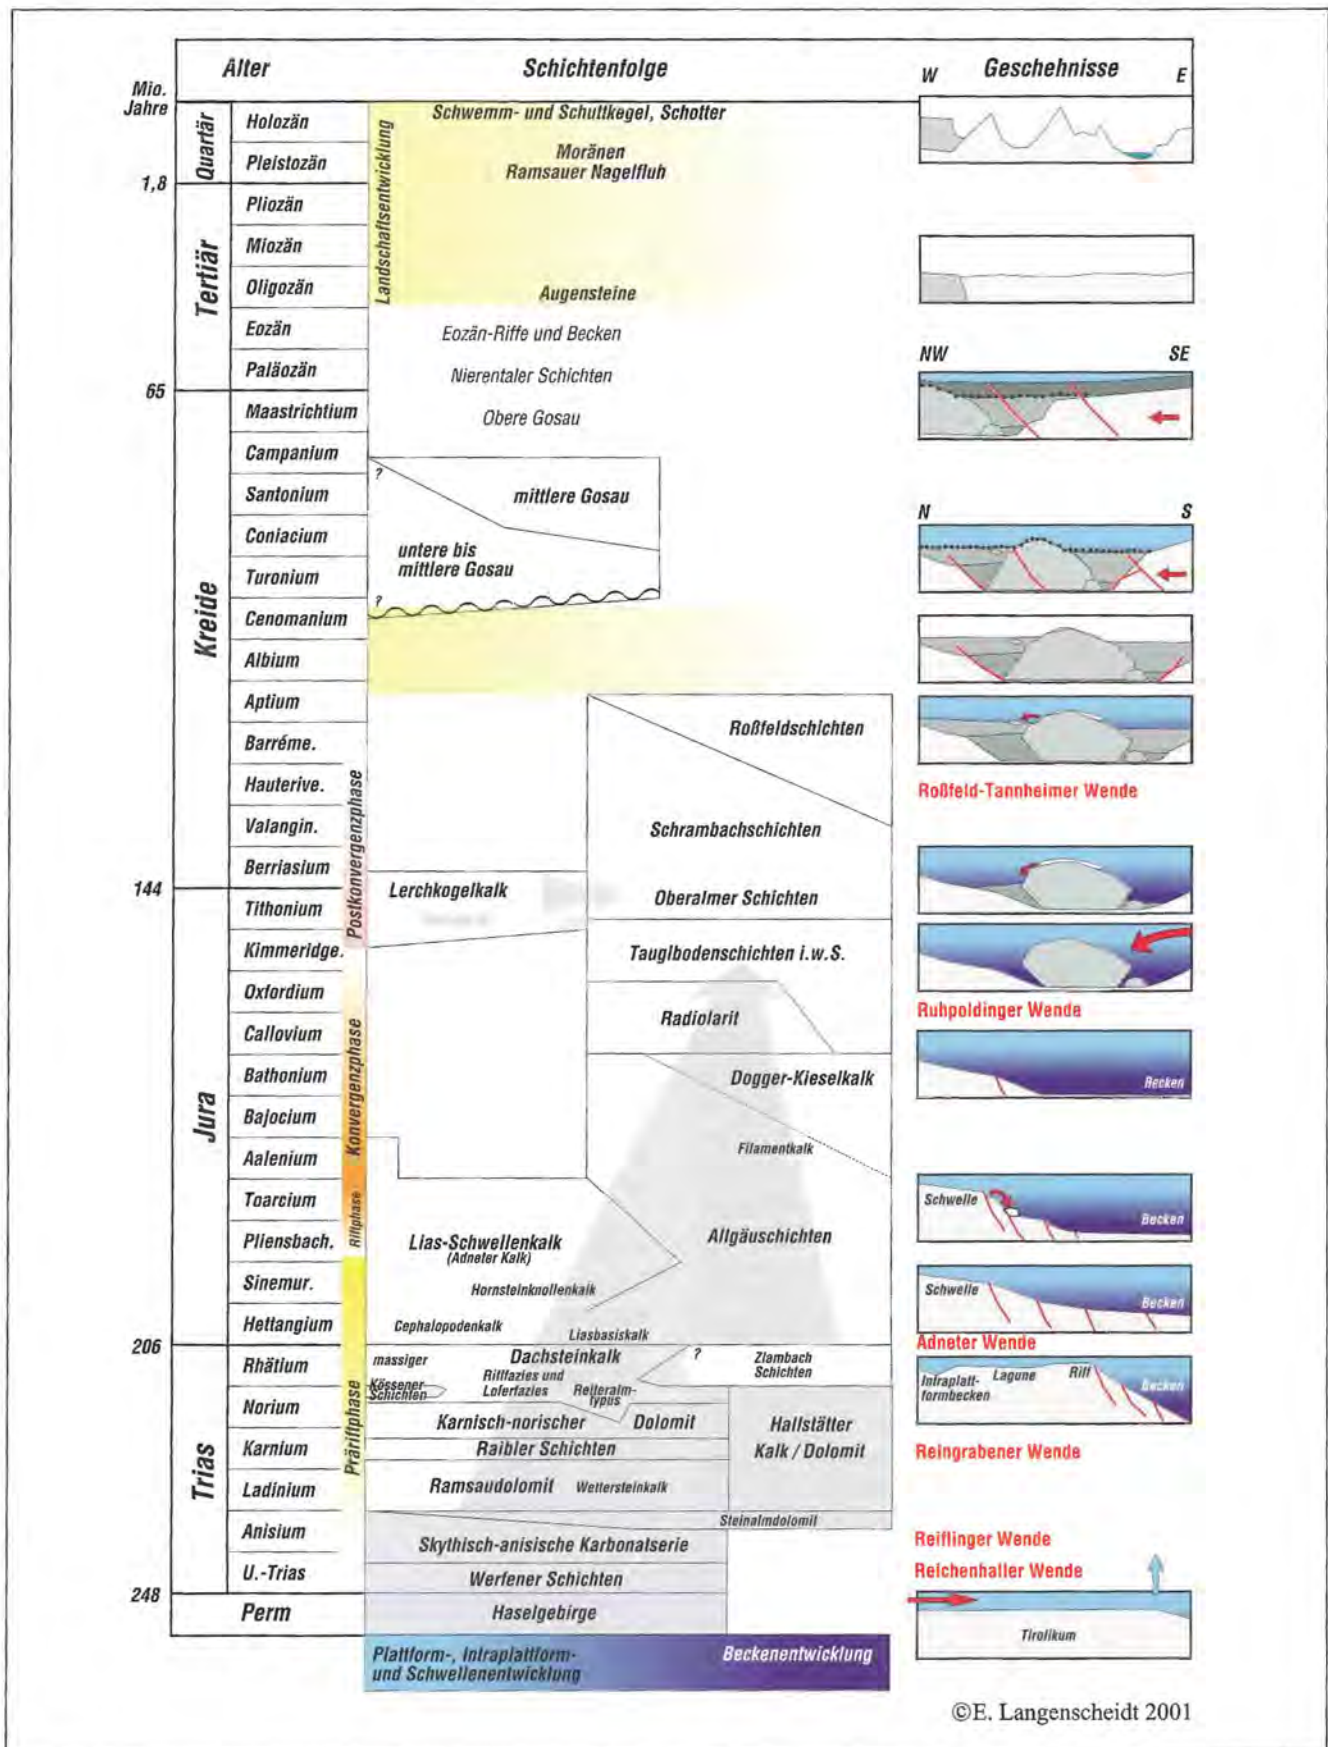 Alter
Schichtenfolge
Geschehnisse
W
E
Mio.
Jahre
Quartär
Holozän
Pleistozän
1,8
Tertiär
Pliozän
Miozän
Oligozän
Eozän
Paläozän
65
Kreide
Maastrichtium
Campanium
Santonium
Coniacium
Turonium
Cenomanium
Albium
Aptium
Barréme.
Hauterive.
Valangin.
Berriasium
144
Jura
Tithonium
Kimmeridge.
Oxfordium
Callovium
Bathonium
Bajocium
Aalenium
Toarcium
Pliensbach.
Sinemur.
Hettangium
206
Trias
Rhätium
Norium
Karnium
Ladinium
Anisium
U.-Trias
248
Perm
Landschaftsentwicklung
Postkonvergenzphase
Konvergenzphase
Riftphase
Präriftphase
Schwemm- und Schuttkegel, Schotter
Moränen
Ramsauer Nagelfluh
Augensteine
Eozän-Riffe und Becken
Nierentaler Schichten
Obere Gosau
?
mittlere Gosau
untere bis
mittlere Gosau
?
Roßfeldschichten
Schrambachschichten
Lerchkogelkalk
Oberalmer Schichten
Tauglbodenschichten i.w.S.
Radiolarit
Dogger-Kieselkalk
Filamentkalk
Allgäuschichten
Lias-Schwellenkalk
(Adneter Kalk)
Hornsteinknollenkalk
Cephalopodenkalk
Liasbasiskalk
massiger
Dachsteinkalk
?
Zlambach
Schichten
Kössener
Schichten
Riffazies und
Loferfazies
Reiteralm-
typus
Karnisch-norischer
Dolomit
Hallstätter
Kalk / Dolomit
Raibler Schichten
Ramsaudolomit
Wettersteinkalk
Steinalmdolomit
Skythisch-anisische Karbonatserie
Werfener Schichten
Haselgebirge
Plattform-, Intraplattform-
und Schwellenentwicklung
Beckenentwicklung
NW
SE
N
S
Roßfeld-Tannheimer Wende
Ruhpoldinger Wende
Becken
Schwelle
Becken
Schwelle
Becken
Adneter Wende
Intraplatt-
formbecken
Lagune
Riff
Becken
Reingrabener Wende
Reiflinger Wende
Reichenhaller Wende
Tirolikum
©E. Langenscheidt 2001